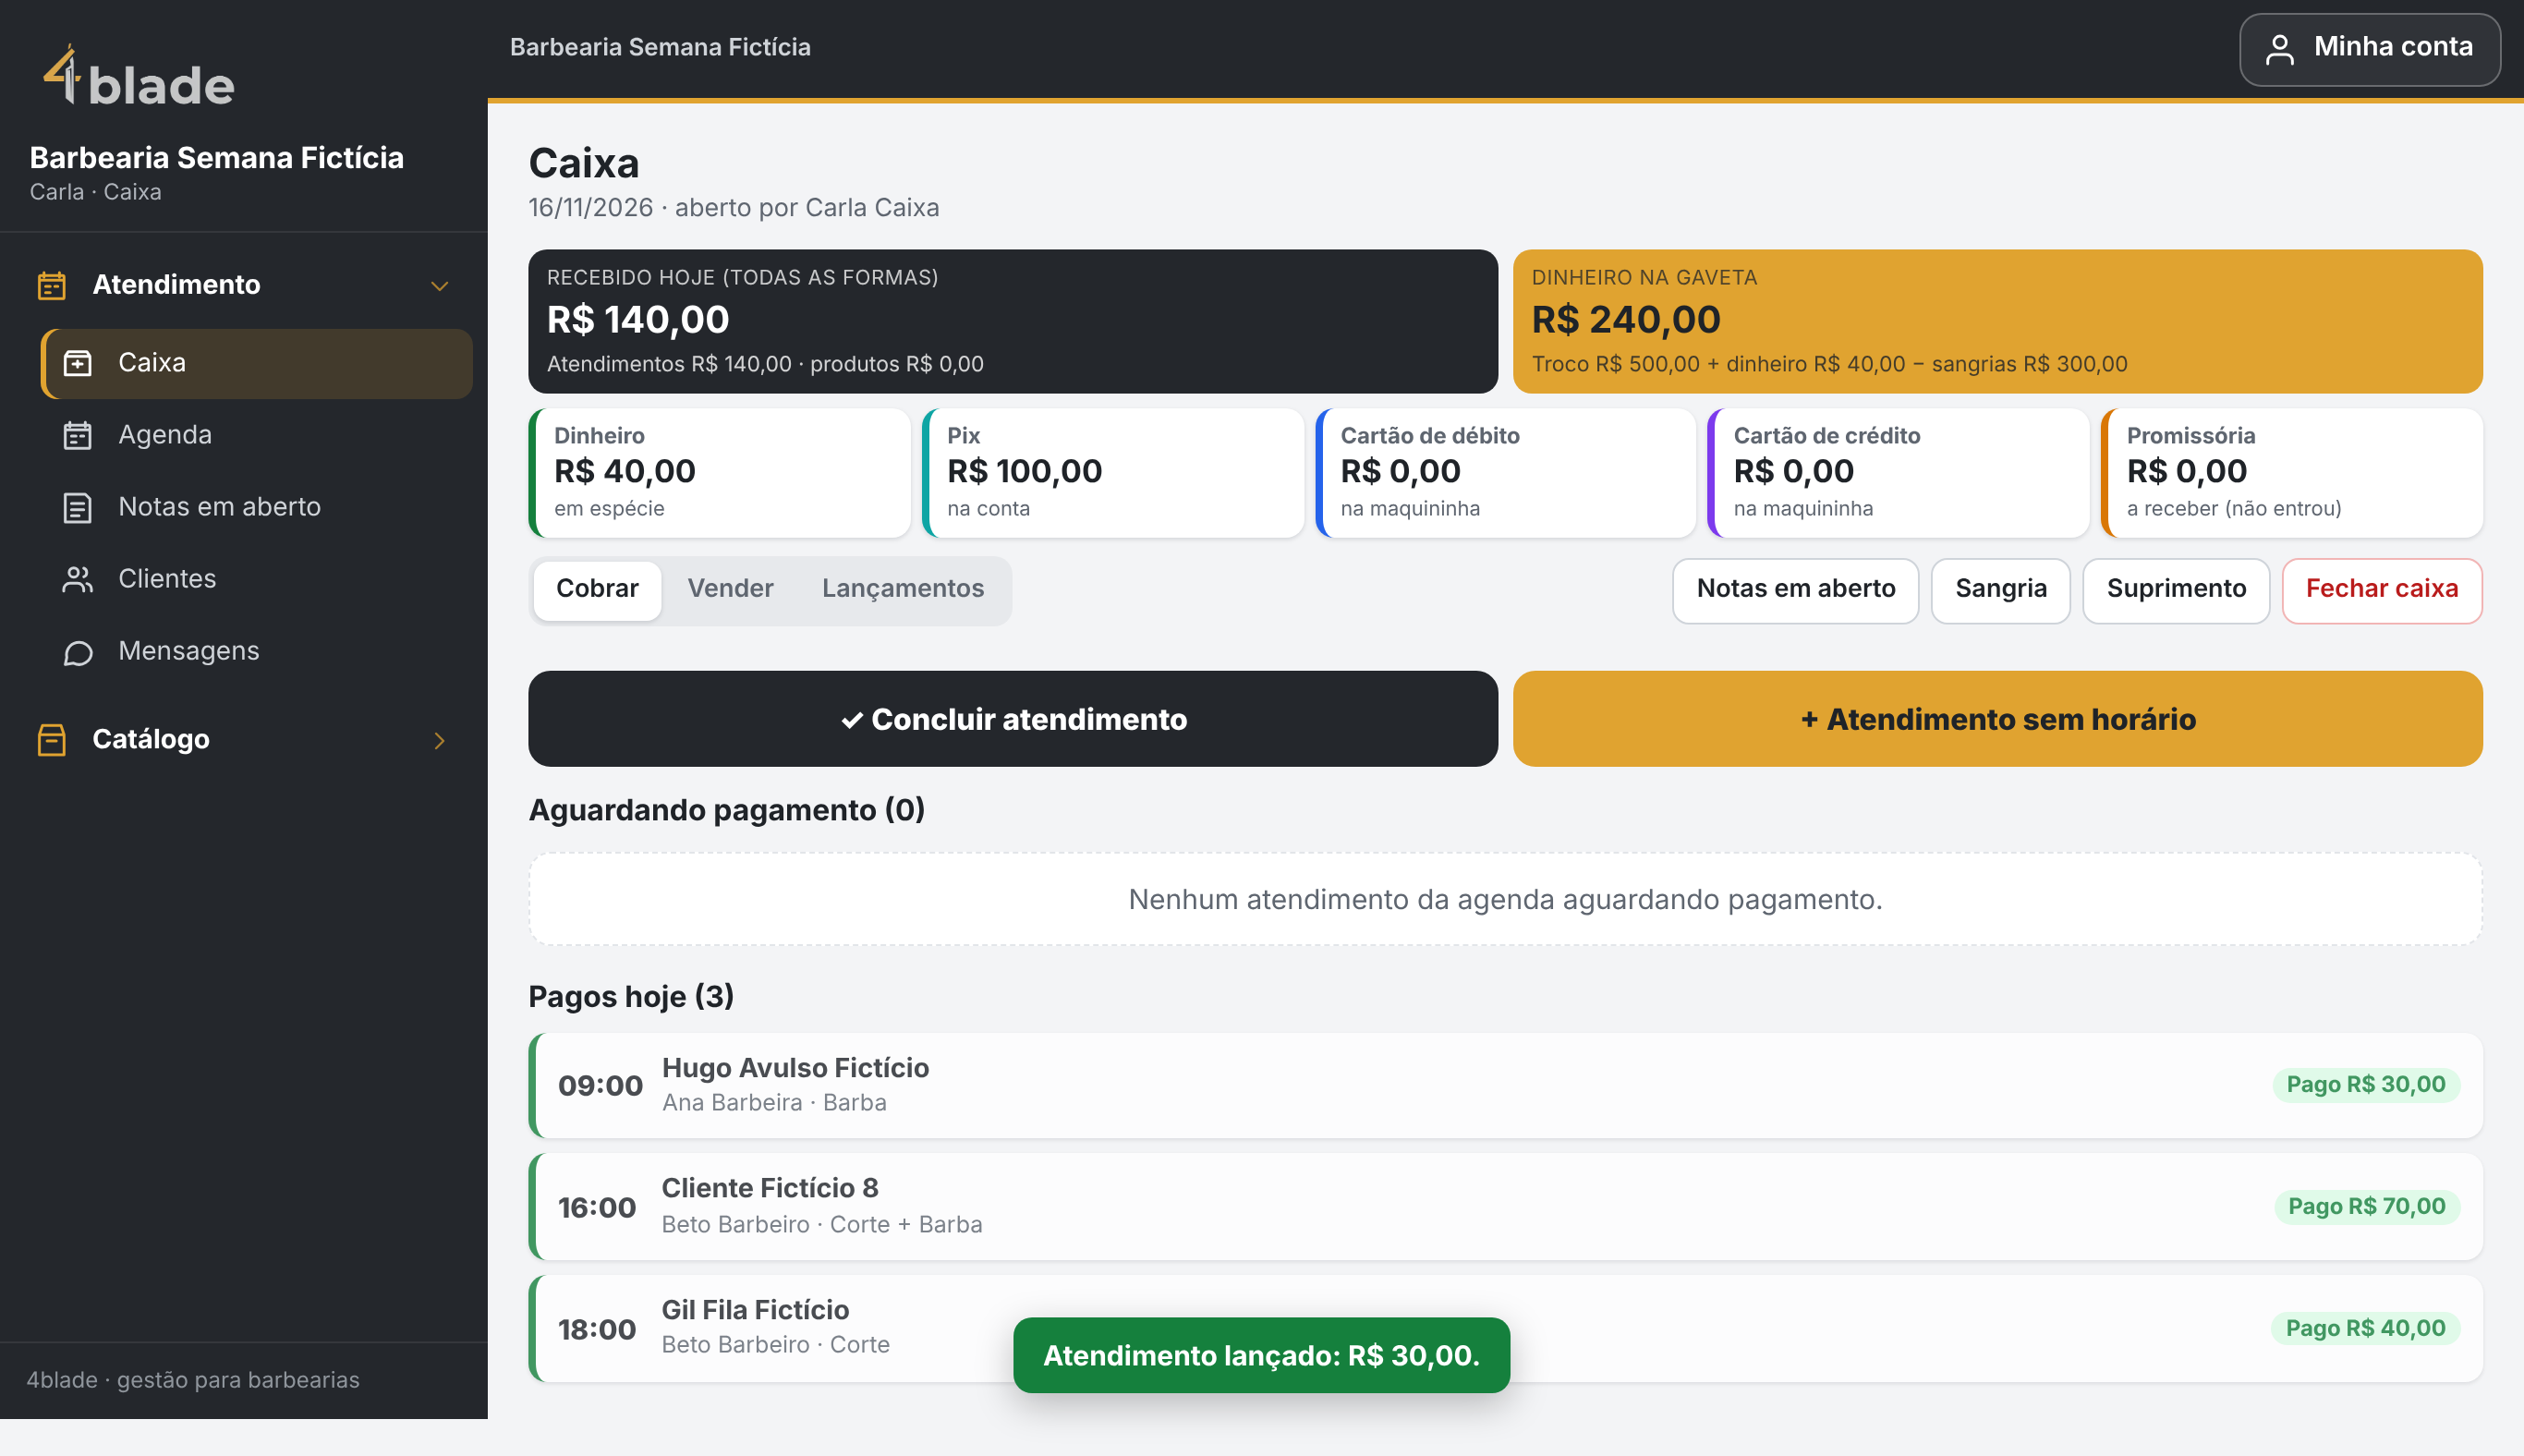 4blade
Barbearia Semana Fictícia
Carla · Caixa
Atendimento
Caixa
Agenda
Notas em aberto
Clientes
Mensagens
Catálogo
4blade · gestão para barbearias
Barbearia Semana Fictícia
Minha conta
Caixa
16/11/2026 · aberto por Carla Caixa
RECEBIDO HOJE (TODAS AS FORMAS)
R$ 140,00
Atendimentos R$ 140,00 · produtos R$ 0,00
DINHEIRO NA GAVETA
R$ 240,00
Troco R$ 500,00 + dinheiro R$ 40,00 − sangrias R$ 300,00
Dinheiro
R$ 40,00
em espécie
Pix
R$ 100,00
na conta
Cartão de débito
R$ 0,00
na maquininha
Cartão de crédito
R$ 0,00
na maquininha
Promissória
R$ 0,00
a receber (não entrou)
Cobrar
Vender
Lançamentos
Notas em aberto
Sangria
Suprimento
Fechar caixa
✓ Concluir atendimento
+ Atendimento sem horário
Aguardando pagamento (0)
Nenhum atendimento da agenda aguardando pagamento.
Pagos hoje (3)
09:00
Hugo Avulso Fictício
Ana Barbeira · Barba
Pago R$ 30,00
16:00
Cliente Fictício 8
Beto Barbeiro · Corte + Barba
Pago R$ 70,00
18:00
Gil Fila Fictício
Beto Barbeiro · Corte
Pago R$ 40,00
Atendimento lançado: R$ 30,00.